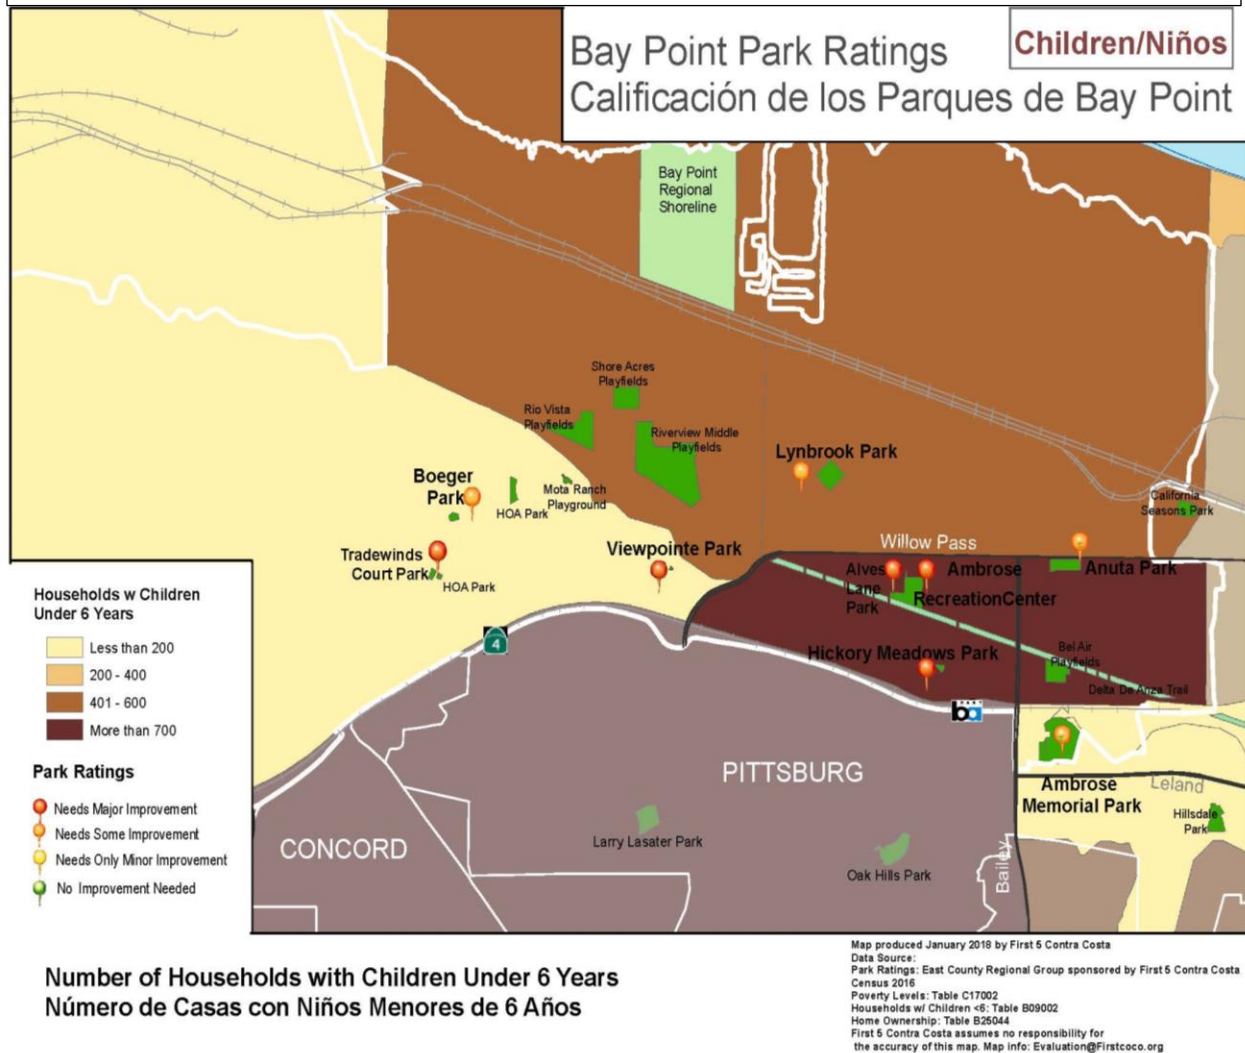 Bay Point Park Ratings
Children/Niños
Calificación de los Parques de Bay Point
Bay Point
Regional
Shoreline
Shore Acres
Playfields
Rio Vista
Playfields
Riverview Middle
Playfields
Lynbrook Park
Boeger
Park
Mota Ranch
Playground
HOA Park
California
Seasons Park
Willow Pass
Tradewinds
Court Park
HOA Park
Viewpointe Park
Alves
Lane
Park
Ambrose
RecreationCenter
Anuta Park
Hickory Meadows Park
Bel Air
Playfields
Delta De Anza Trail
4
ba
Households w Children
Under 6 Years
Less than 200
200 - 400
401 - 600
More than 700
Park Ratings
Needs Major Improvement
Needs Some Improvement
Needs Only Minor Improvement
No Improvement Needed
PITTSBURG
CONCORD
Ambrose
Memorial Park
Leland
Hillsdale
Park
Larry Lasater Park
Oak Hills Park
Bailey
Number of Households with Children Under 6 Years
Número de Casas con Niños Menores de 6 Años
Map produced January 2018 by First 5 Contra Costa
Data Source:
Park Ratings: East County Regional Group sponsored by First 5 Contra Costa
Census 2016
Poverty Levels: Table C17002
Households w/ Children <6: Table B09002
Home Ownership: Table B25044
First 5 Contra Costa assumes no responsibility for
the accuracy of this map. Map info: Evaluation@Firstcoco.org